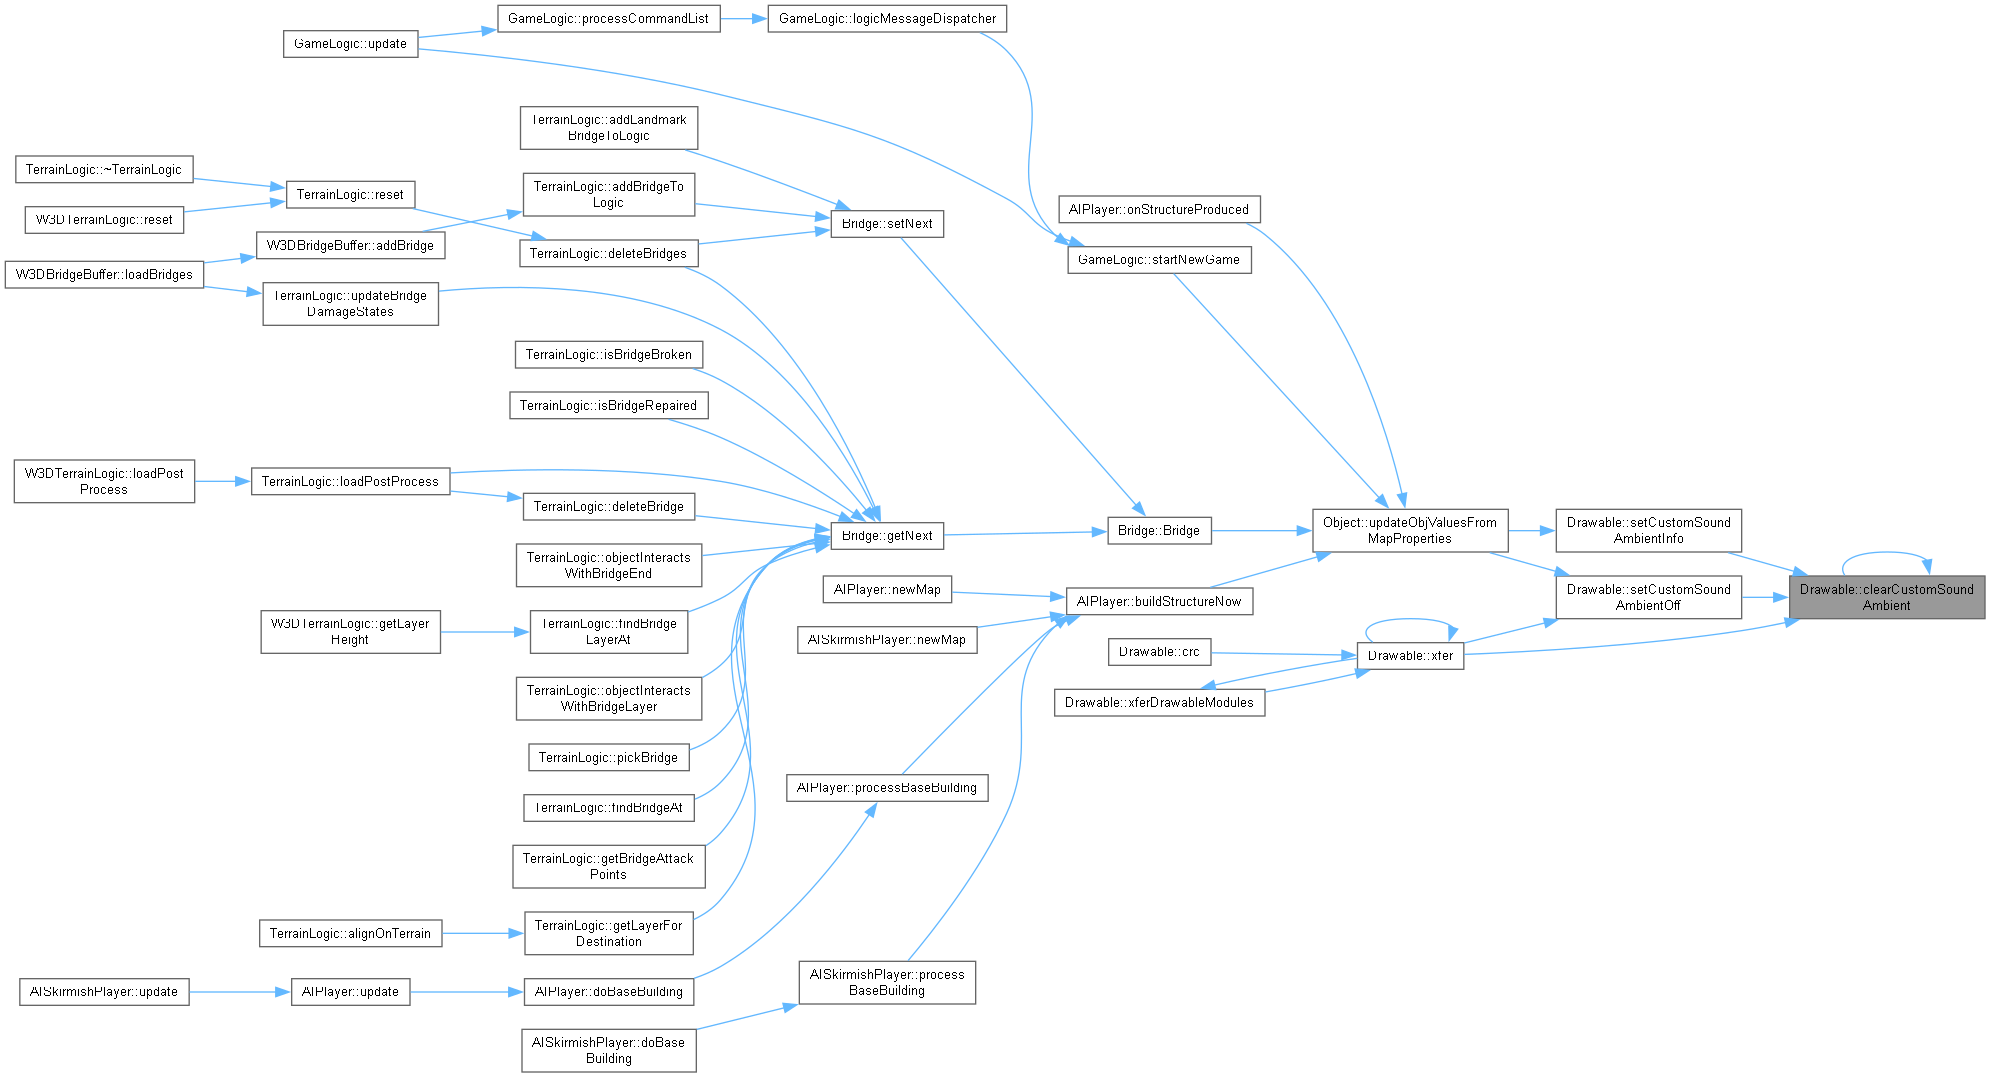 GameLogic::processCommandList
GameLogic::logicMessageDispatcher
GameLogic::update
TerrainLogic::addLandmark
BridgeToLogic
TerrainLogic::~TerrainLogic
TerrainLogic::reset
TerrainLogic::addBridgeTo
Logic
AIPlayer::onStructureProduced
W3DTerrainLogic::reset
Bridge::setNext
W3DBridgeBuffer::addBridge
TerrainLogic::deleteBridges
GameLogic::startNewGame
W3DBridgeBuffer::loadBridges
TerrainLogic::updateBridge
DamageStates
TerrainLogic::isBridgeBroken
TerrainLogic::isBridgeRepaired
W3DTerrainLogic::loadPost
Process
TerrainLogic::loadPostProcess
TerrainLogic::deleteBridge
Bridge::getNext
Bridge::Bridge
Object::updateObjValuesFrom
MapProperties
Drawable::setCustomSound
AmbientInfo
TerrainLogic::objectInteracts
WithBridgeEnd
AIPlayer::newMap
AIPlayer::buildStructureNow
Drawable::setCustomSound
AmbientOff
Drawable::clearCustomSound
Ambient
W3DTerrainLogic::getLayer
Height
TerrainLogic::findBridge
LayerAt
AISkirmishPlayer::newMap
Drawable::crc
Drawable::xfer
TerrainLogic::objectInteracts
WithBridgeLayer
Drawable::xferDrawableModules
TerrainLogic::pickBridge
AIPlayer::processBaseBuilding
TerrainLogic::findBridgeAt
TerrainLogic::getBridgeAttack
Points
TerrainLogic::alignOnTerrain
TerrainLogic::getLayerFor
Destination
AISkirmishPlayer::update
AIPlayer::update
AIPlayer::doBaseBuilding
AISkirmishPlayer::process
BaseBuilding
AISkirmishPlayer::doBase
Building